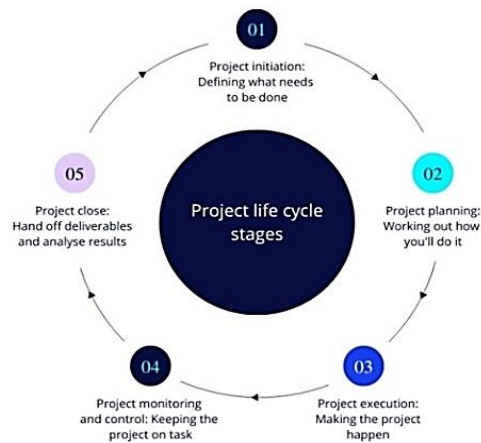 01
Project initiation:
Defining what needs
to be done
02
Project planning:
Working out how
you'll do it
03
Project execution:
Making the project
happen
04
Project monitoring
and control: Keeping the
project on task
05
Project close:
Hand off deliverables
and analyse results
Project life cycle
stages